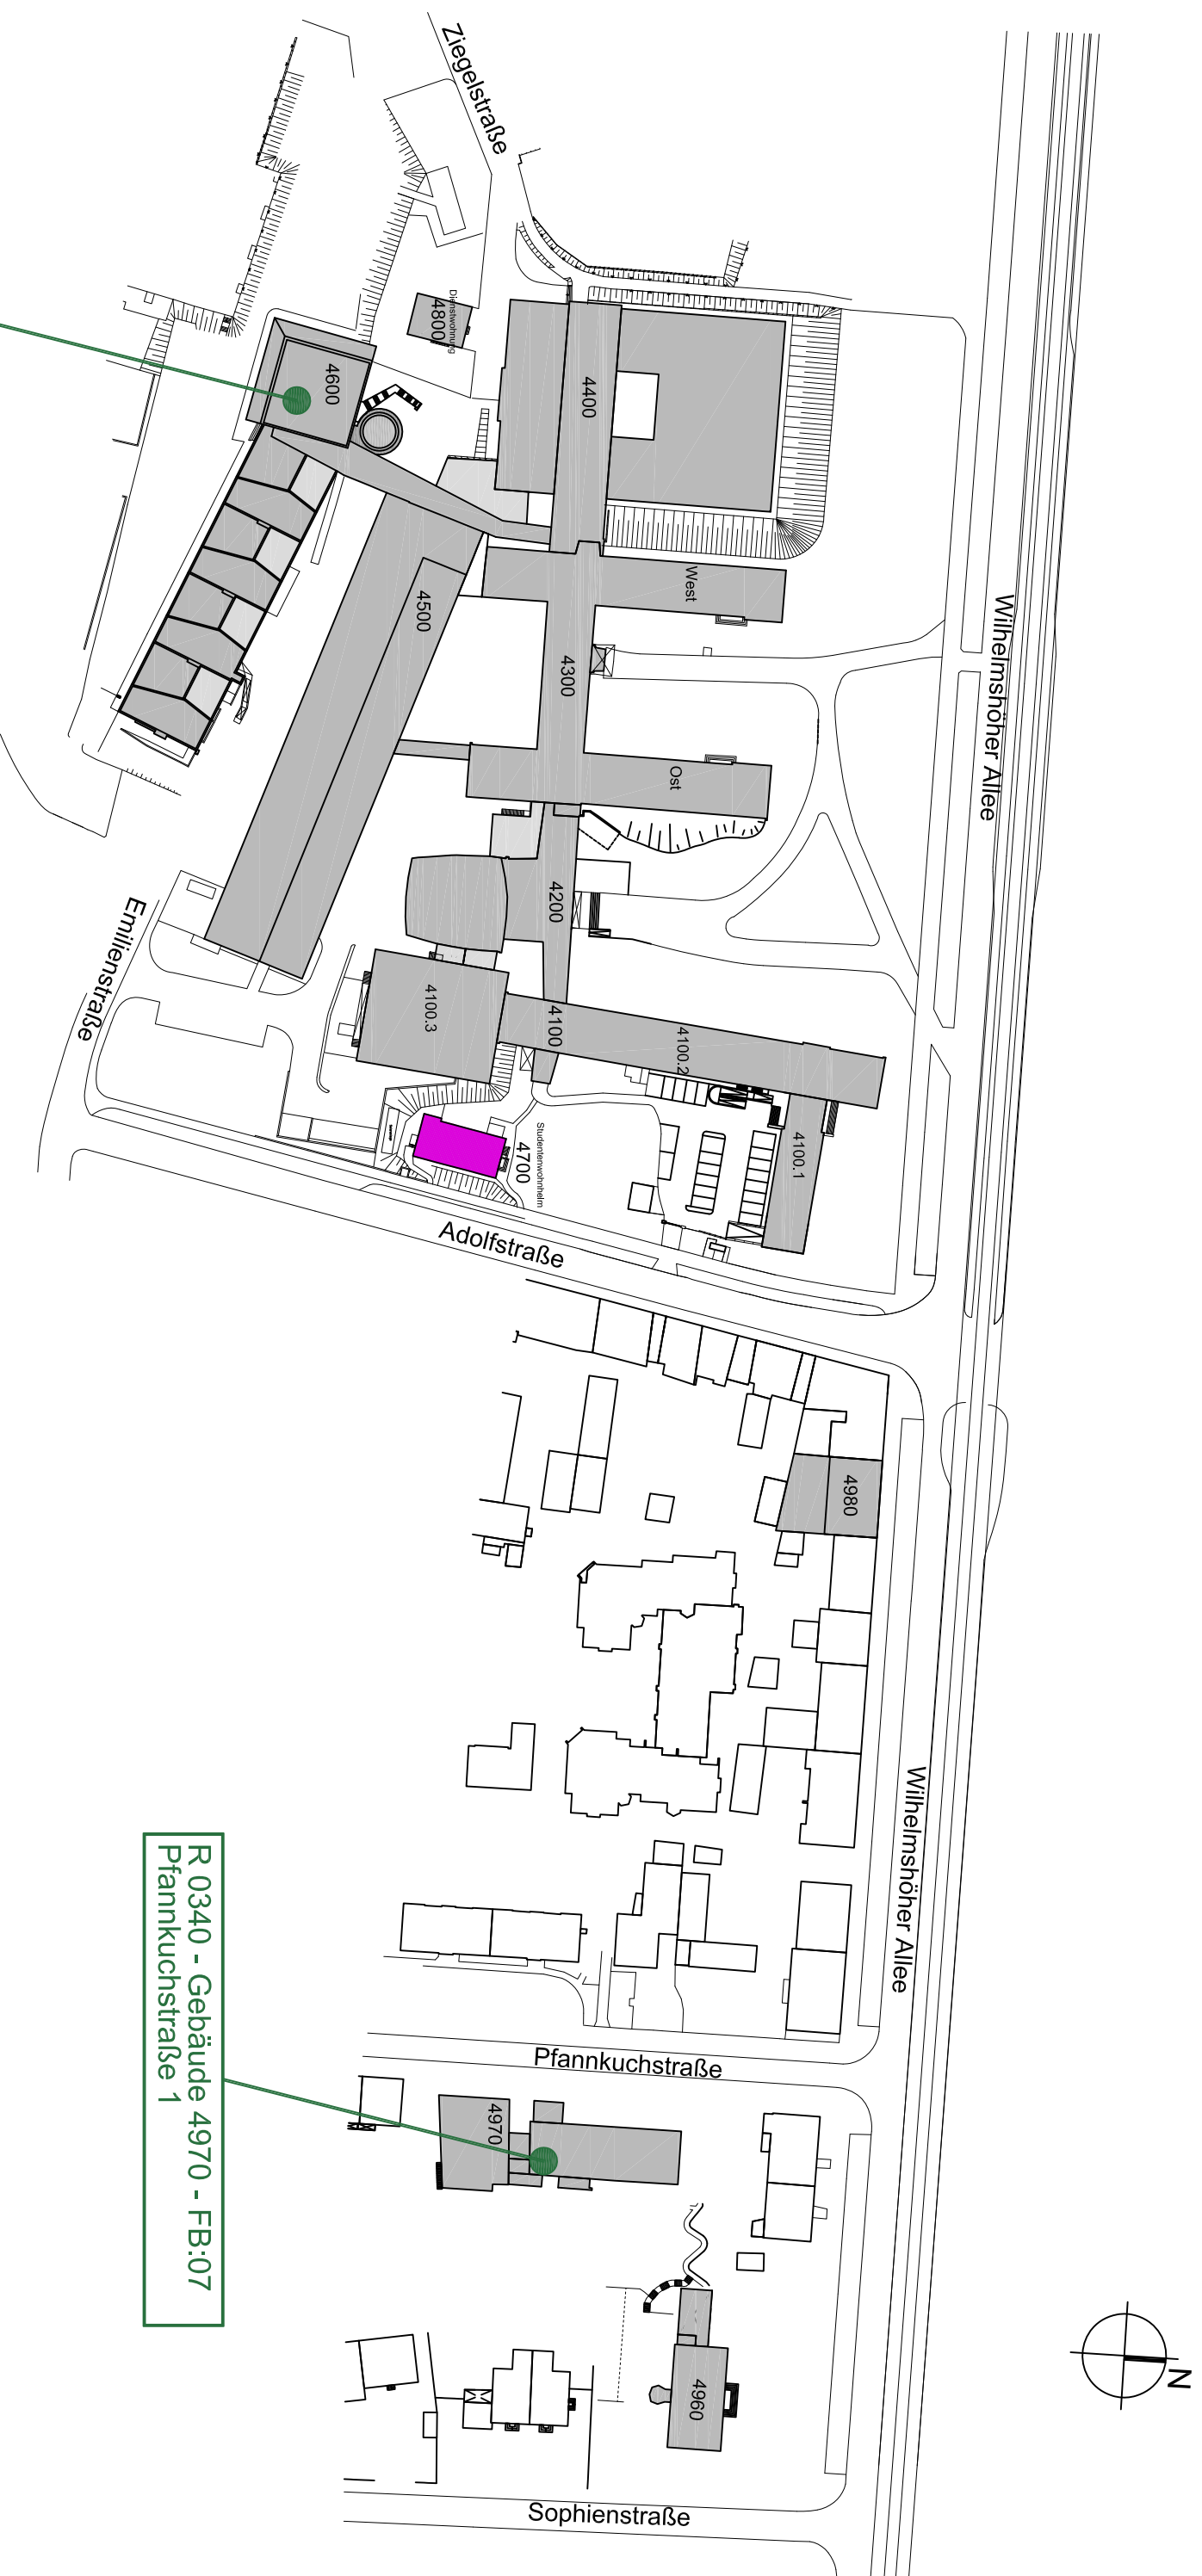 Ziegelstraße
Wilhelmshöher Allee
Dienstwohnung
4800
4600
4400
West
4500
4300
Ost
4200
Emilienstraße
4100.3
4100
4100.2
4100.1
Studentenwohnheim
4700
Adolfstraße
4980
Wilhelmshöher Allee
R 0340 - Gebäude 4970 - FB:07
Pfannkuchstraße 1
Pfannkuchstraße
4970
4960
N
Sophienstraße